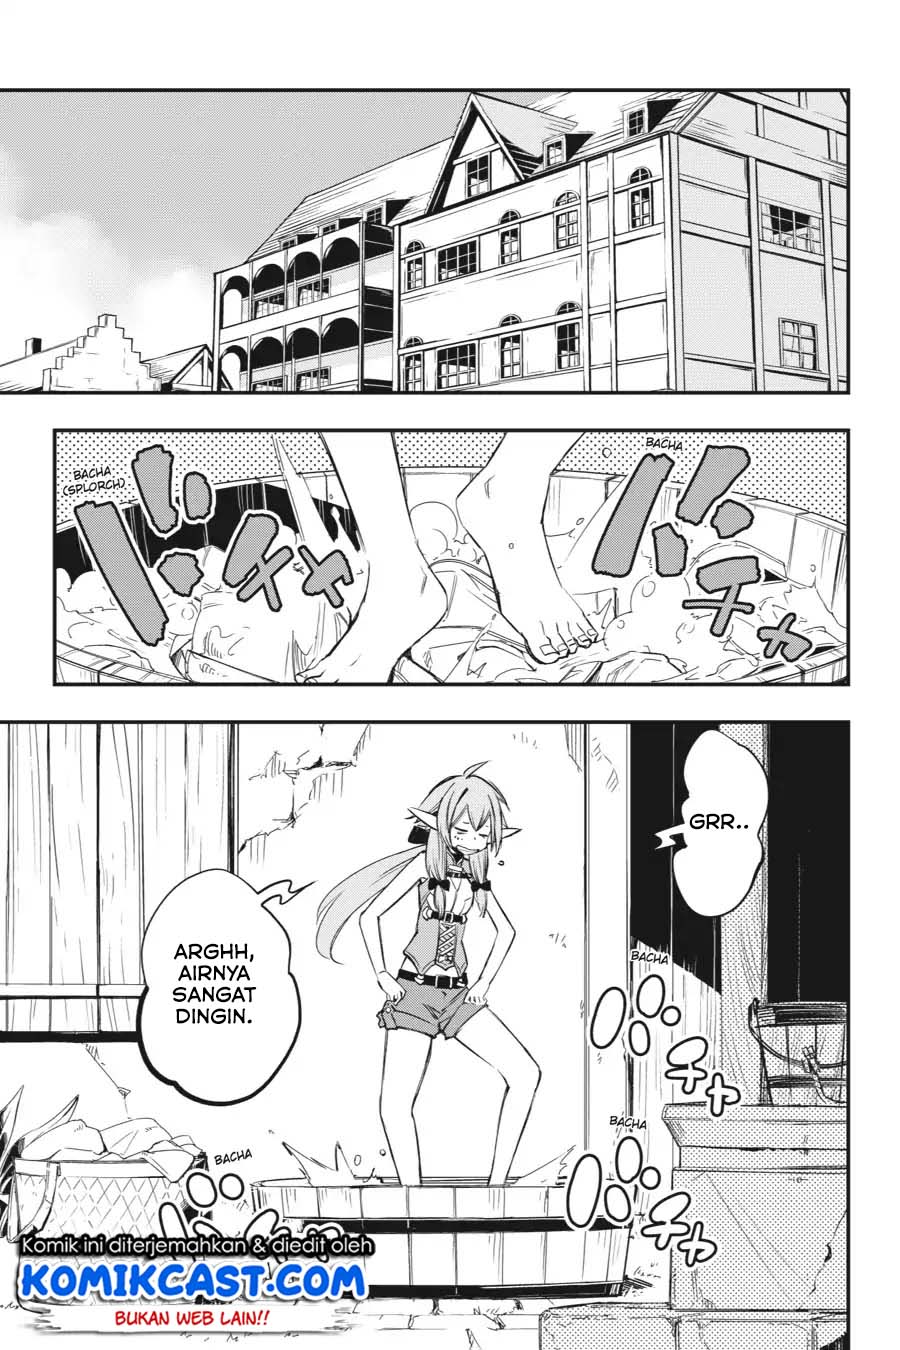 BACHA
バチャ
BACHA
(SPLORCH)
バチャ
GRR..
ARGHH,
AIRNYA
SANGAT
DINGIN.
BACHA
バチャ
BACHA
バチャ
BACHA
Komik ini diterjemahkan & diedit oleh
KOMIKCAST.COM
BUKAN WEB LAIN!!